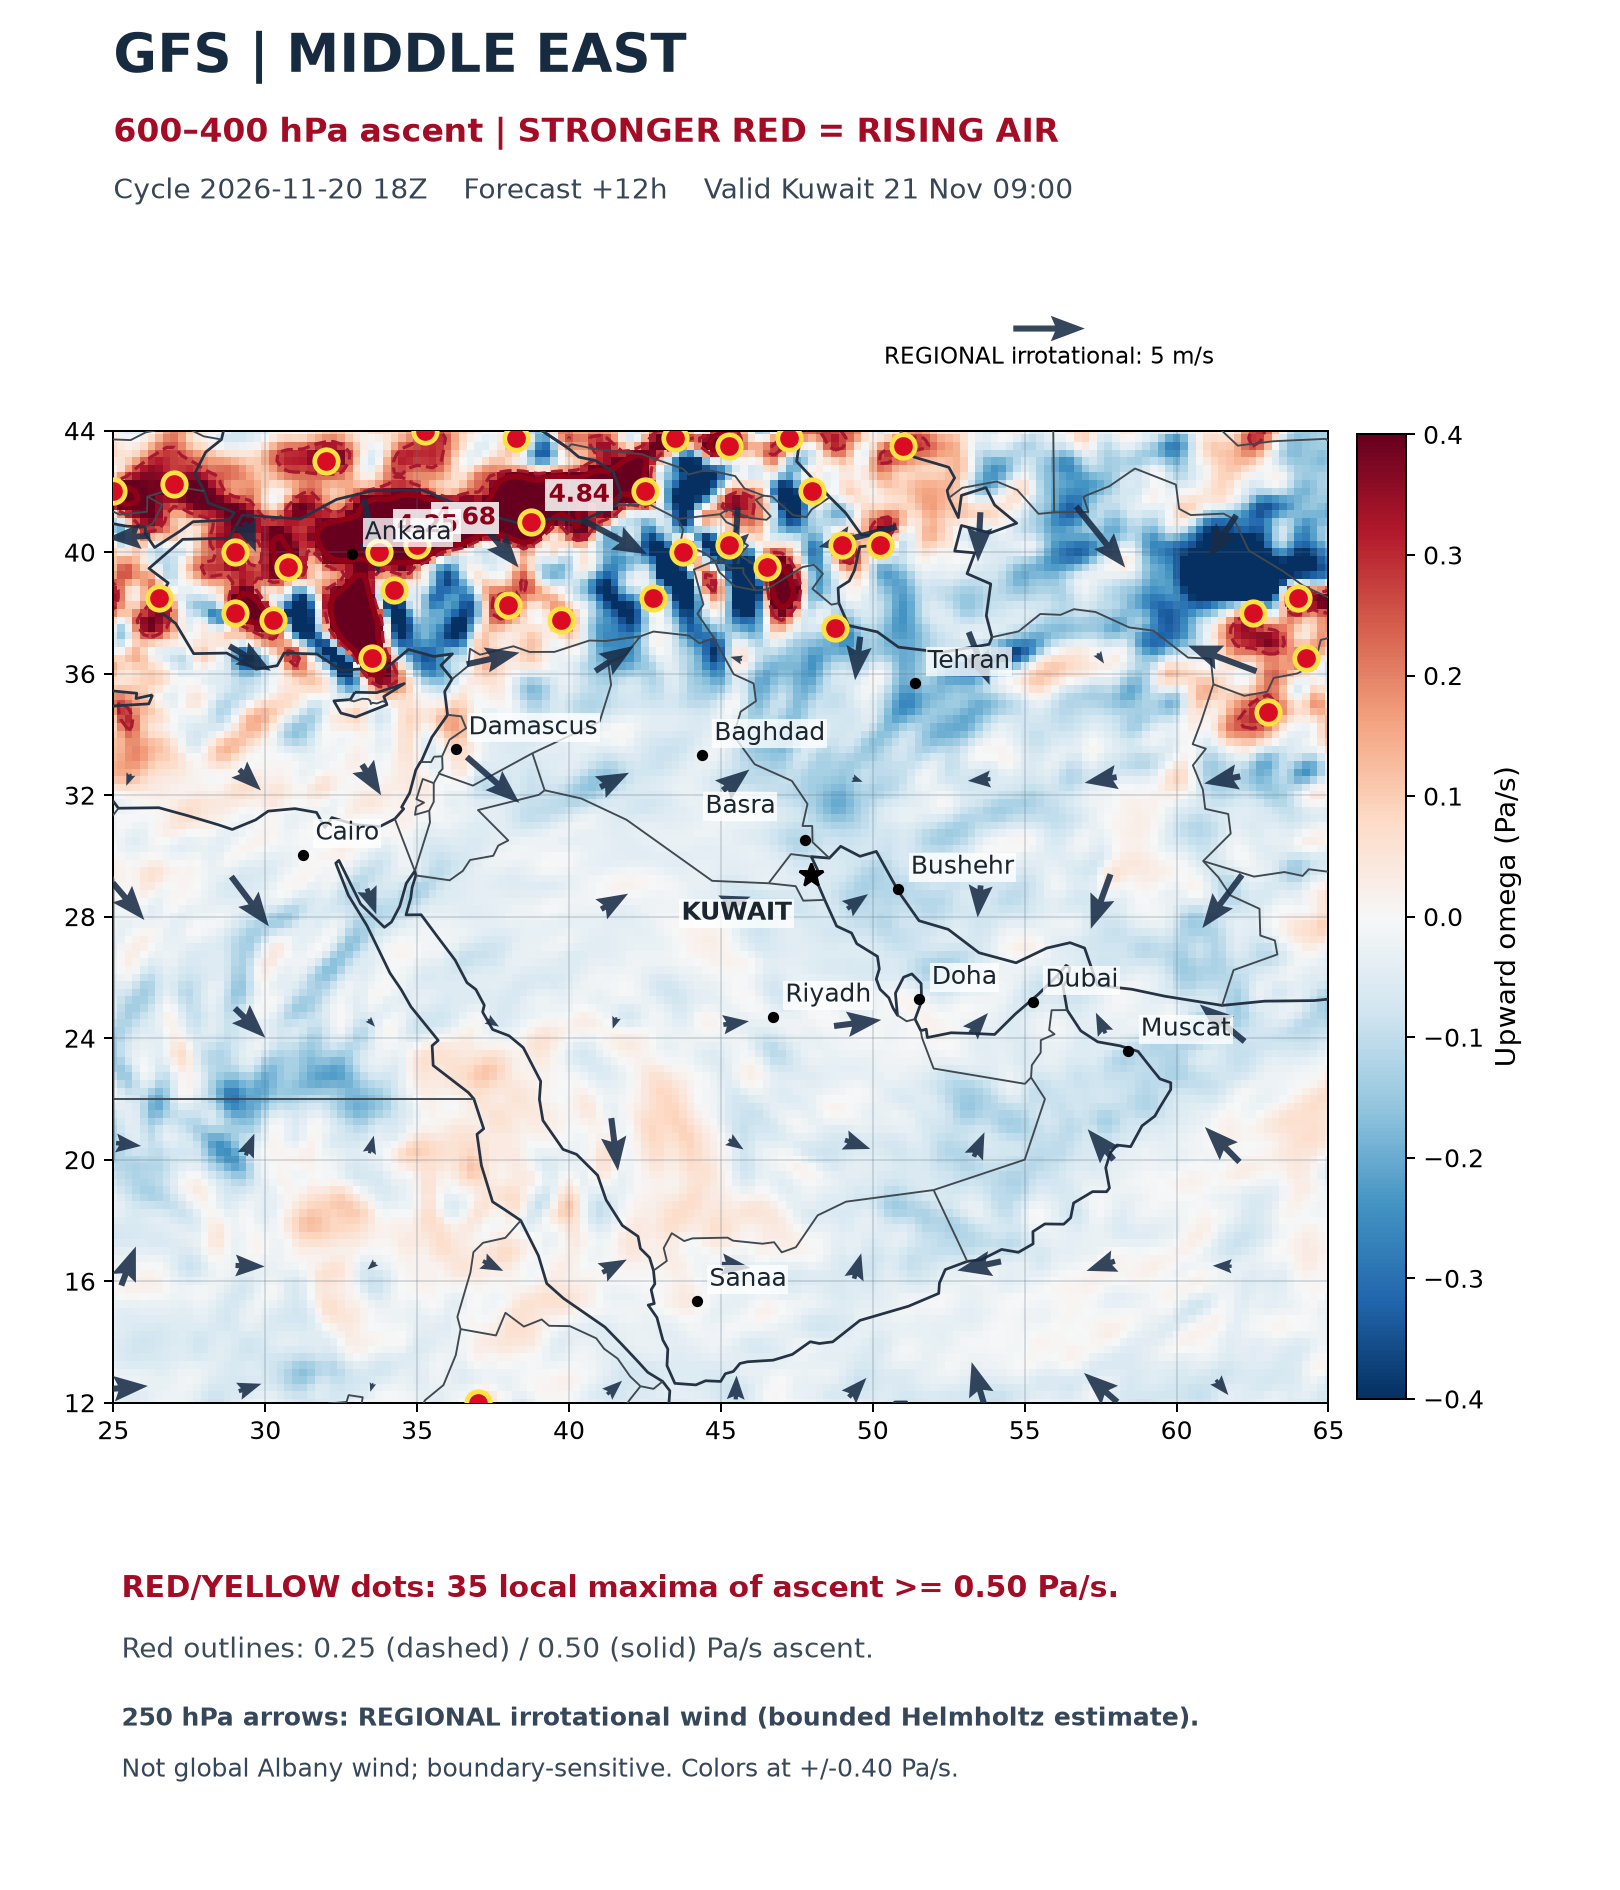 GFS | MIDDLE EAST
600–400 hPa ascent | STRONGER RED = RISING AIR
Cycle 2026-11-20 18Z    Forecast +12h    Valid Kuwait 21 Nov 09:00
REGIONAL irrotational: 5 m/s
44
40
36
32
28
24
20
16
12
25
30
35
40
45
50
55
60
65
4.84
Ankara
Tehran
Damascus
Baghdad
Basra
Cairo
Bushehr
KUWAIT
Riyadh
Doha
Dubai
Muscat
Sanaa
0.4
0.3
0.2
0.1
0.0
−0.1
−0.2
−0.3
−0.4
Upward omega (Pa/s)
RED/YELLOW dots: 35 local maxima of ascent >= 0.50 Pa/s.
Red outlines: 0.25 (dashed) / 0.50 (solid) Pa/s ascent.
250 hPa arrows: REGIONAL irrotational wind (bounded Helmholtz estimate).
Not global Albany wind; boundary-sensitive. Colors at +/-0.40 Pa/s.